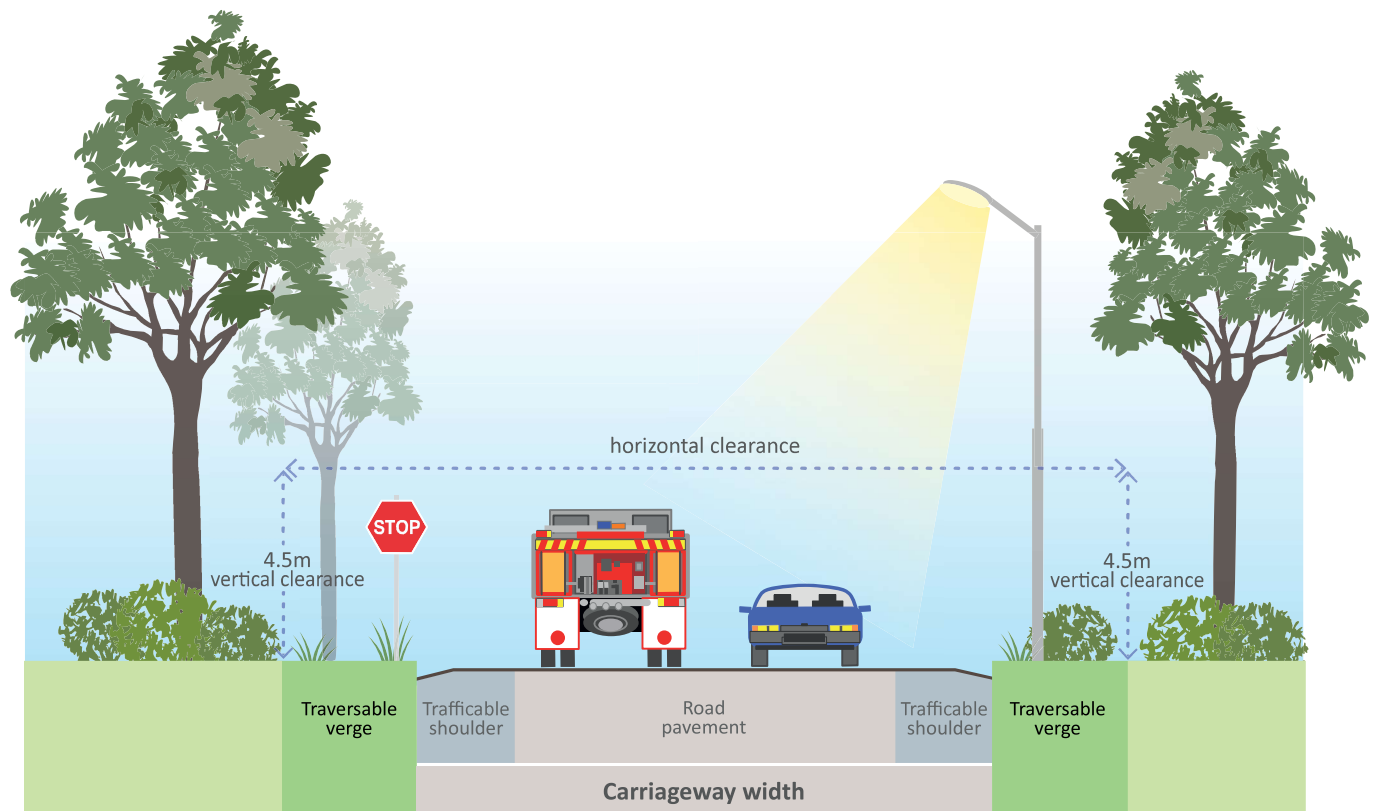 horizontal clearance
STOP
4.5m
vertical clearance
4.5m
vertical clearance
Traversable
verge
Trafficable
shoulder
Road
pavement
Trafficable
shoulder
Traversable
verge
Carriageway width